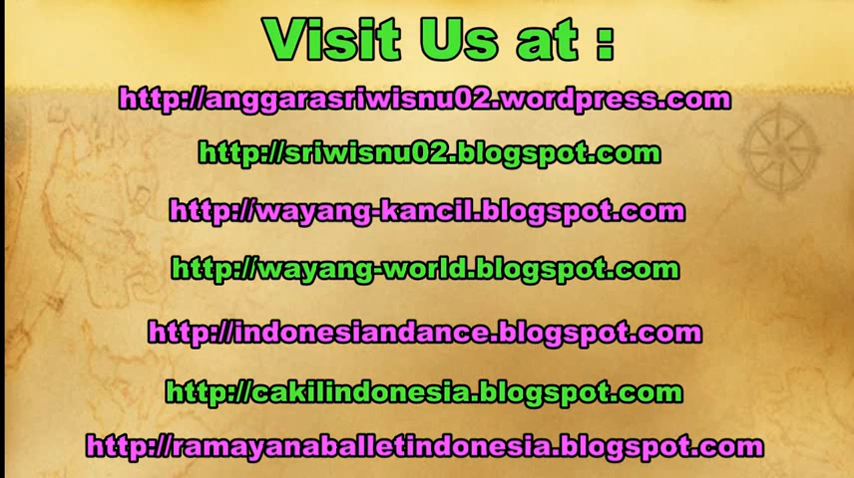 Visit Us at :
http://anggarasriwisnu02.wordpress.com
http://sriwisnu02.blogspot.com
http://wayang-kancil.blogspot.com
http://wayang-world.blogspot.com
http://indonesiandance.blogspot.com
http://cakilindonesia.blogspot.com
http://ramayanaballetindonesia.blogspot.com